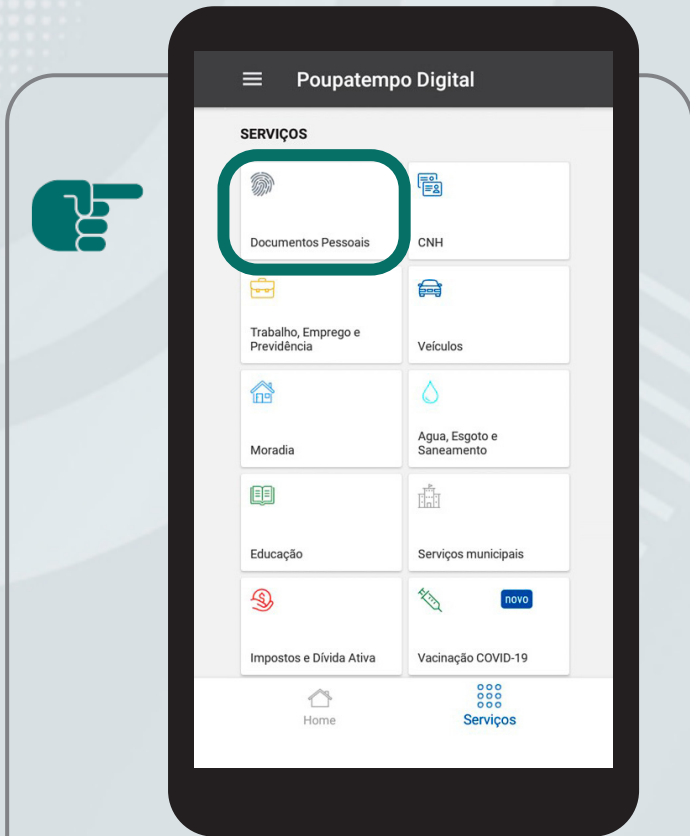 Poupatempo Digital
SERVIÇOS
Documentos Pessoais
CNH
Trabalho, Emprego e
Previdência
Veículos
Moradia
Agua, Esgoto e
Saneamento
Educação
Serviços municipais
Impostos e Dívida Ativa
novo
Vacinação COVID-19
Home
Serviços